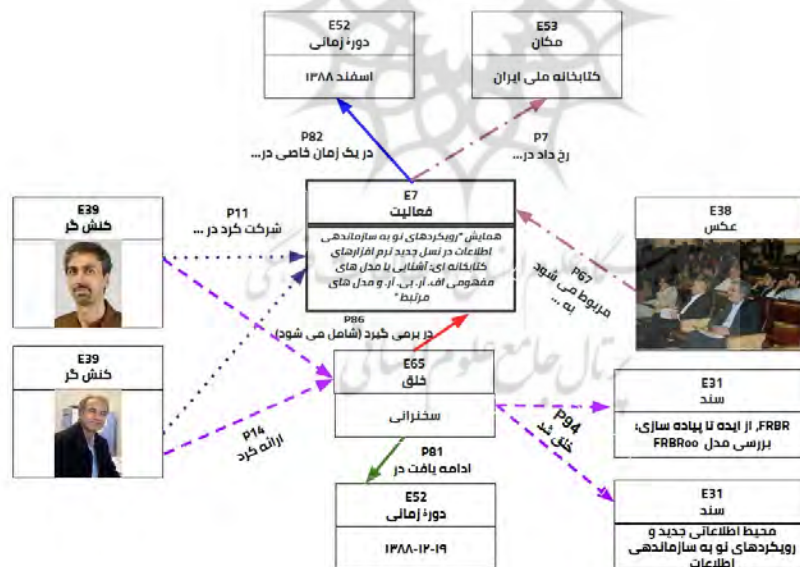 E52
دورهٔ زمانی
اسفند ۱۳۸۸
E53
مکان
کتابخانه ملی ایران
P82
در یک زمان خاصی در...
P7
رخ داد در...
E39
کنش گر
P11
شرکت کرد در ...
E7
فعالیت
همایش "رویکردهای نو به سازماندهی
اطلاعات در نسل جدید نرم افزارهای
کتابخانه ای: آشنایی با مدل های
مفهومی اف. آر. بی. آر. و مدل های
مرتبط"
E38
عکس
P67
مربوط می شود
به ...
P86
در برمی گیرد (شامل می شود)
E39
کنش گر
P14
ارائه کرد
E65
خلق
سخنرانی
P94
خلق شد
E31
سند
FRBR, از ایده تا پیاده سازی:
بررسی مدل FRBRoo
P81
ادامه یافت در
E52
دورهٔ زمانی
۱۳۸۸-۱۲-۱۹
E31
سند
محیط اطلاعاتی جدید و
رویکردهای نو به سازماندهی
اطلاعات
پرتال جامع علوم انسانی